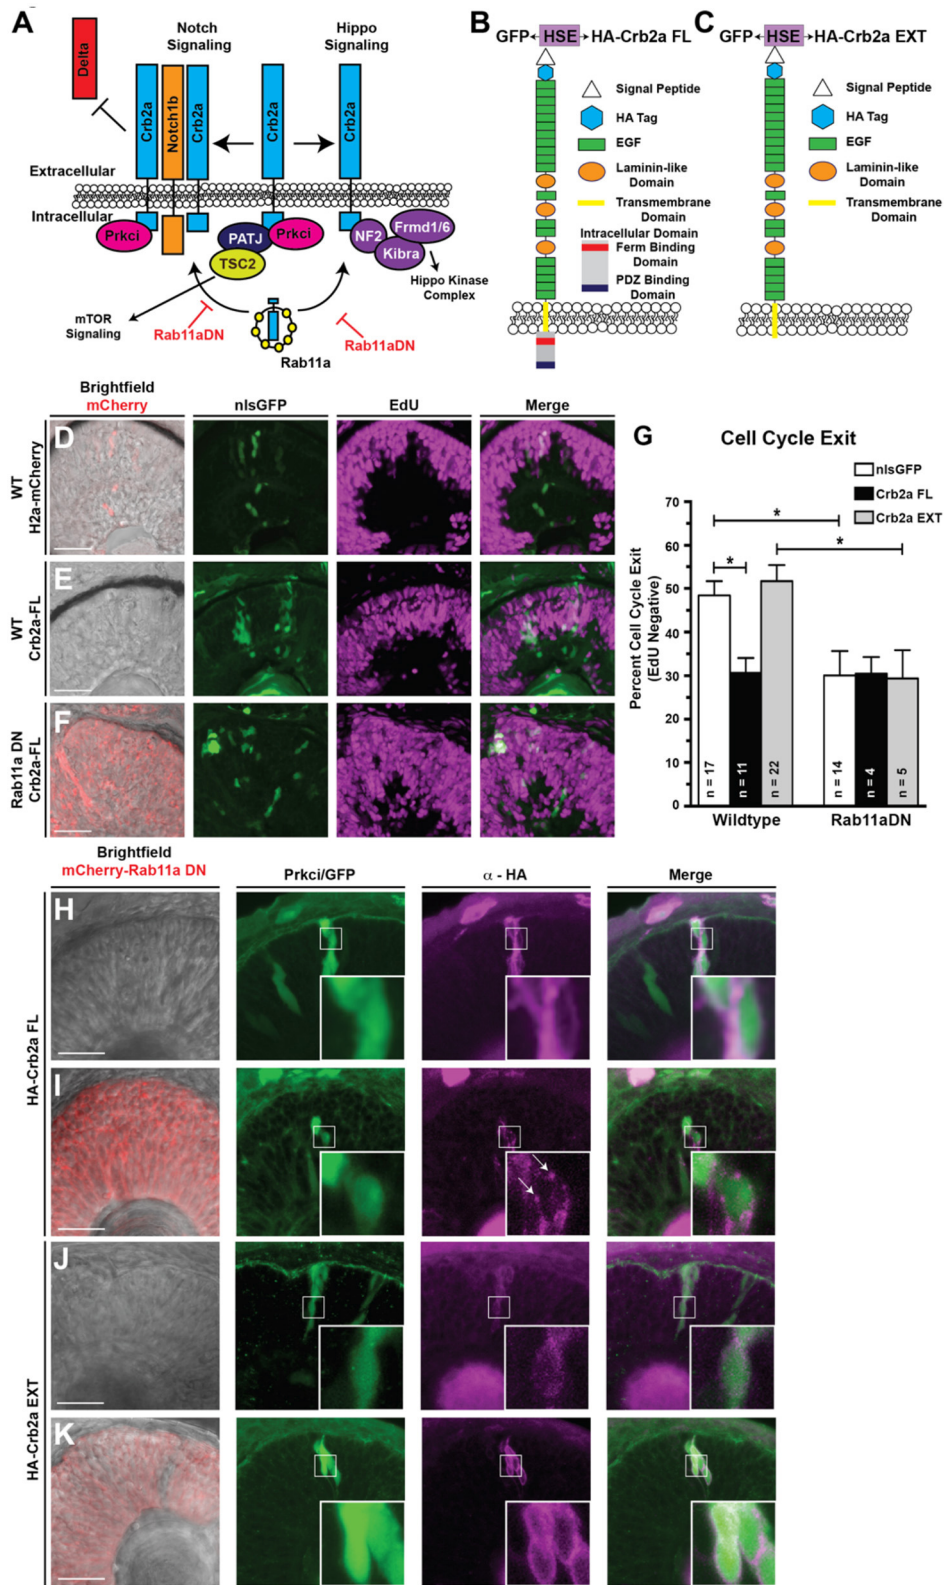 A
Notch
Signaling
Hippo
Signaling
Delta
Crb2a
Notch1b
Crb2a
Crb2a
Crb2a
Extracellular
Intracellular
Prkci
PATJ
Prkci
TSC2
NF2
Frmd1/6
Kibra
Hippo Kinase
Complex
mTOR
Signaling
Rab11aDN
Rab11aDN
Rab11a
B
GFP HSE HA-Crb2a FL
Signal Peptide
HA Tag
EGF
Laminin-like
Domain
Transmembrane
Domain
Intracellular Domain
Ferm Binding
Domain
PDZ Binding
Domain
C
GFP HSE HA-Crb2a EXT
Signal
Peptide
HA Tag
EGF
Laminin-like
Domain
Transmembrane
Domain
Brightfield
mCherry
nlsGFP
EdU
Merge
D
WT
H2a-mCherry
E
WT
Crb2a-FL
F
Rab11a DN
Crb2a-FL
G
Cell Cycle Exit
nlsGFP
Crb2a FL
Crb2a EXT
Percent Cell Cycle Exit
(EdU Negative)
70
60
50
40
30
20
10
0
*
*
*
n = 17
n = 11
n = 22
n = 14
n = 4
n = 5
Wildtype
Rab11aDN
Brightfield
mCherry-Rab11a DN
Prkci/GFP
α - HA
Merge
HA-Crb2a FL
H
I
HA-Crb2a EXT
J
K